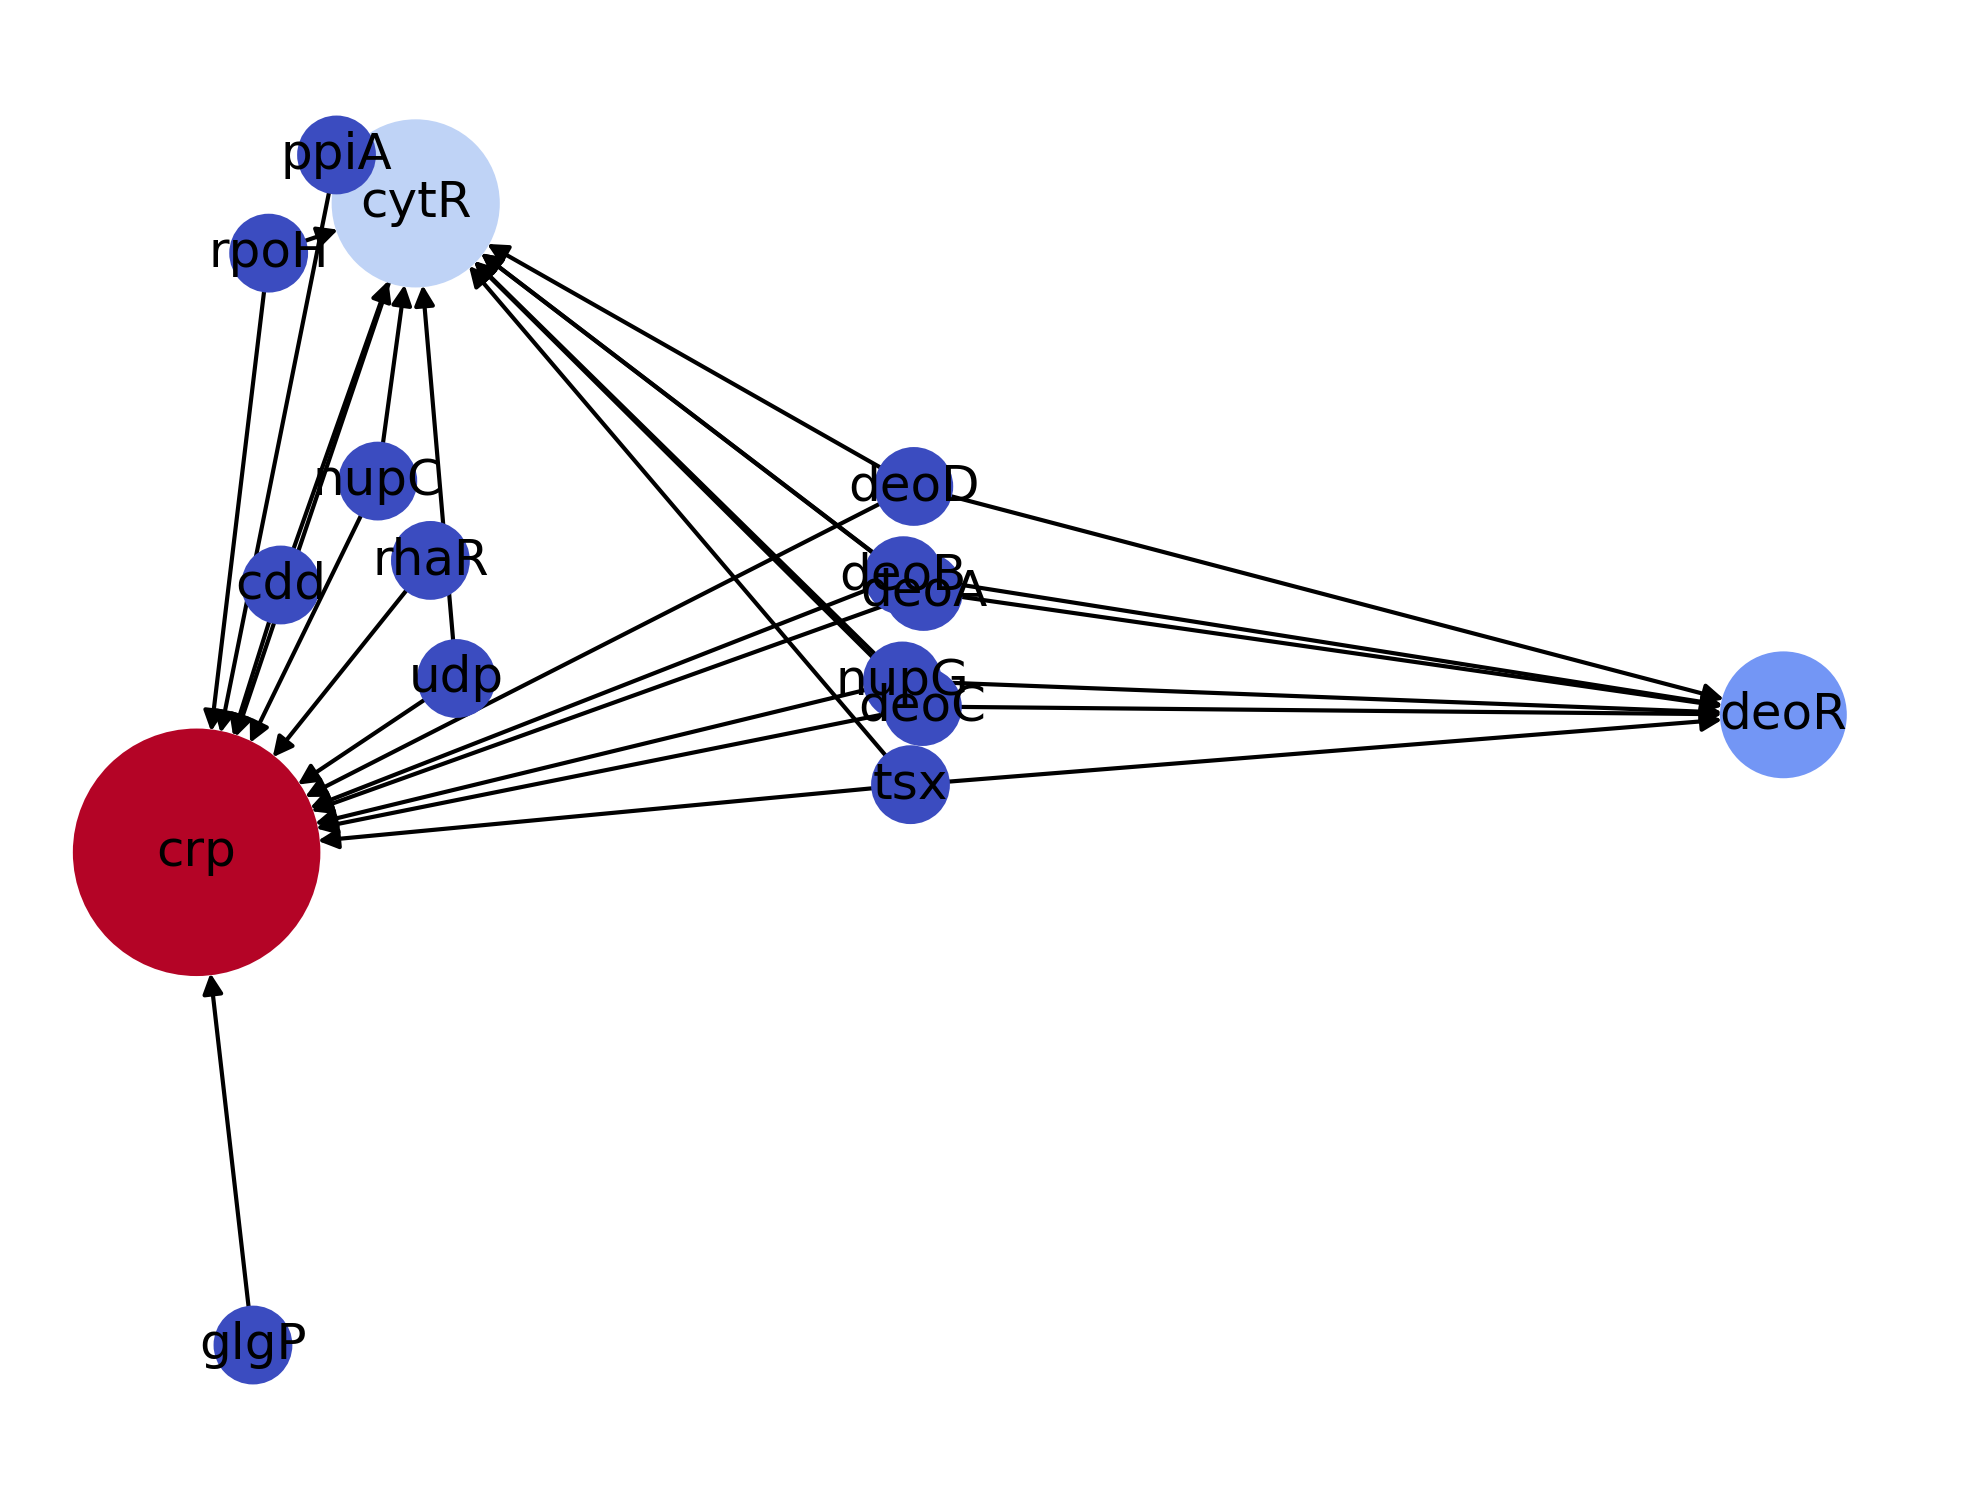 ppiA
cytR
rpoH
nupC
deoD
rhaR
cdd
deoB
deoA
udp
nupG
deoC
deoR
tsx
crp
glgP